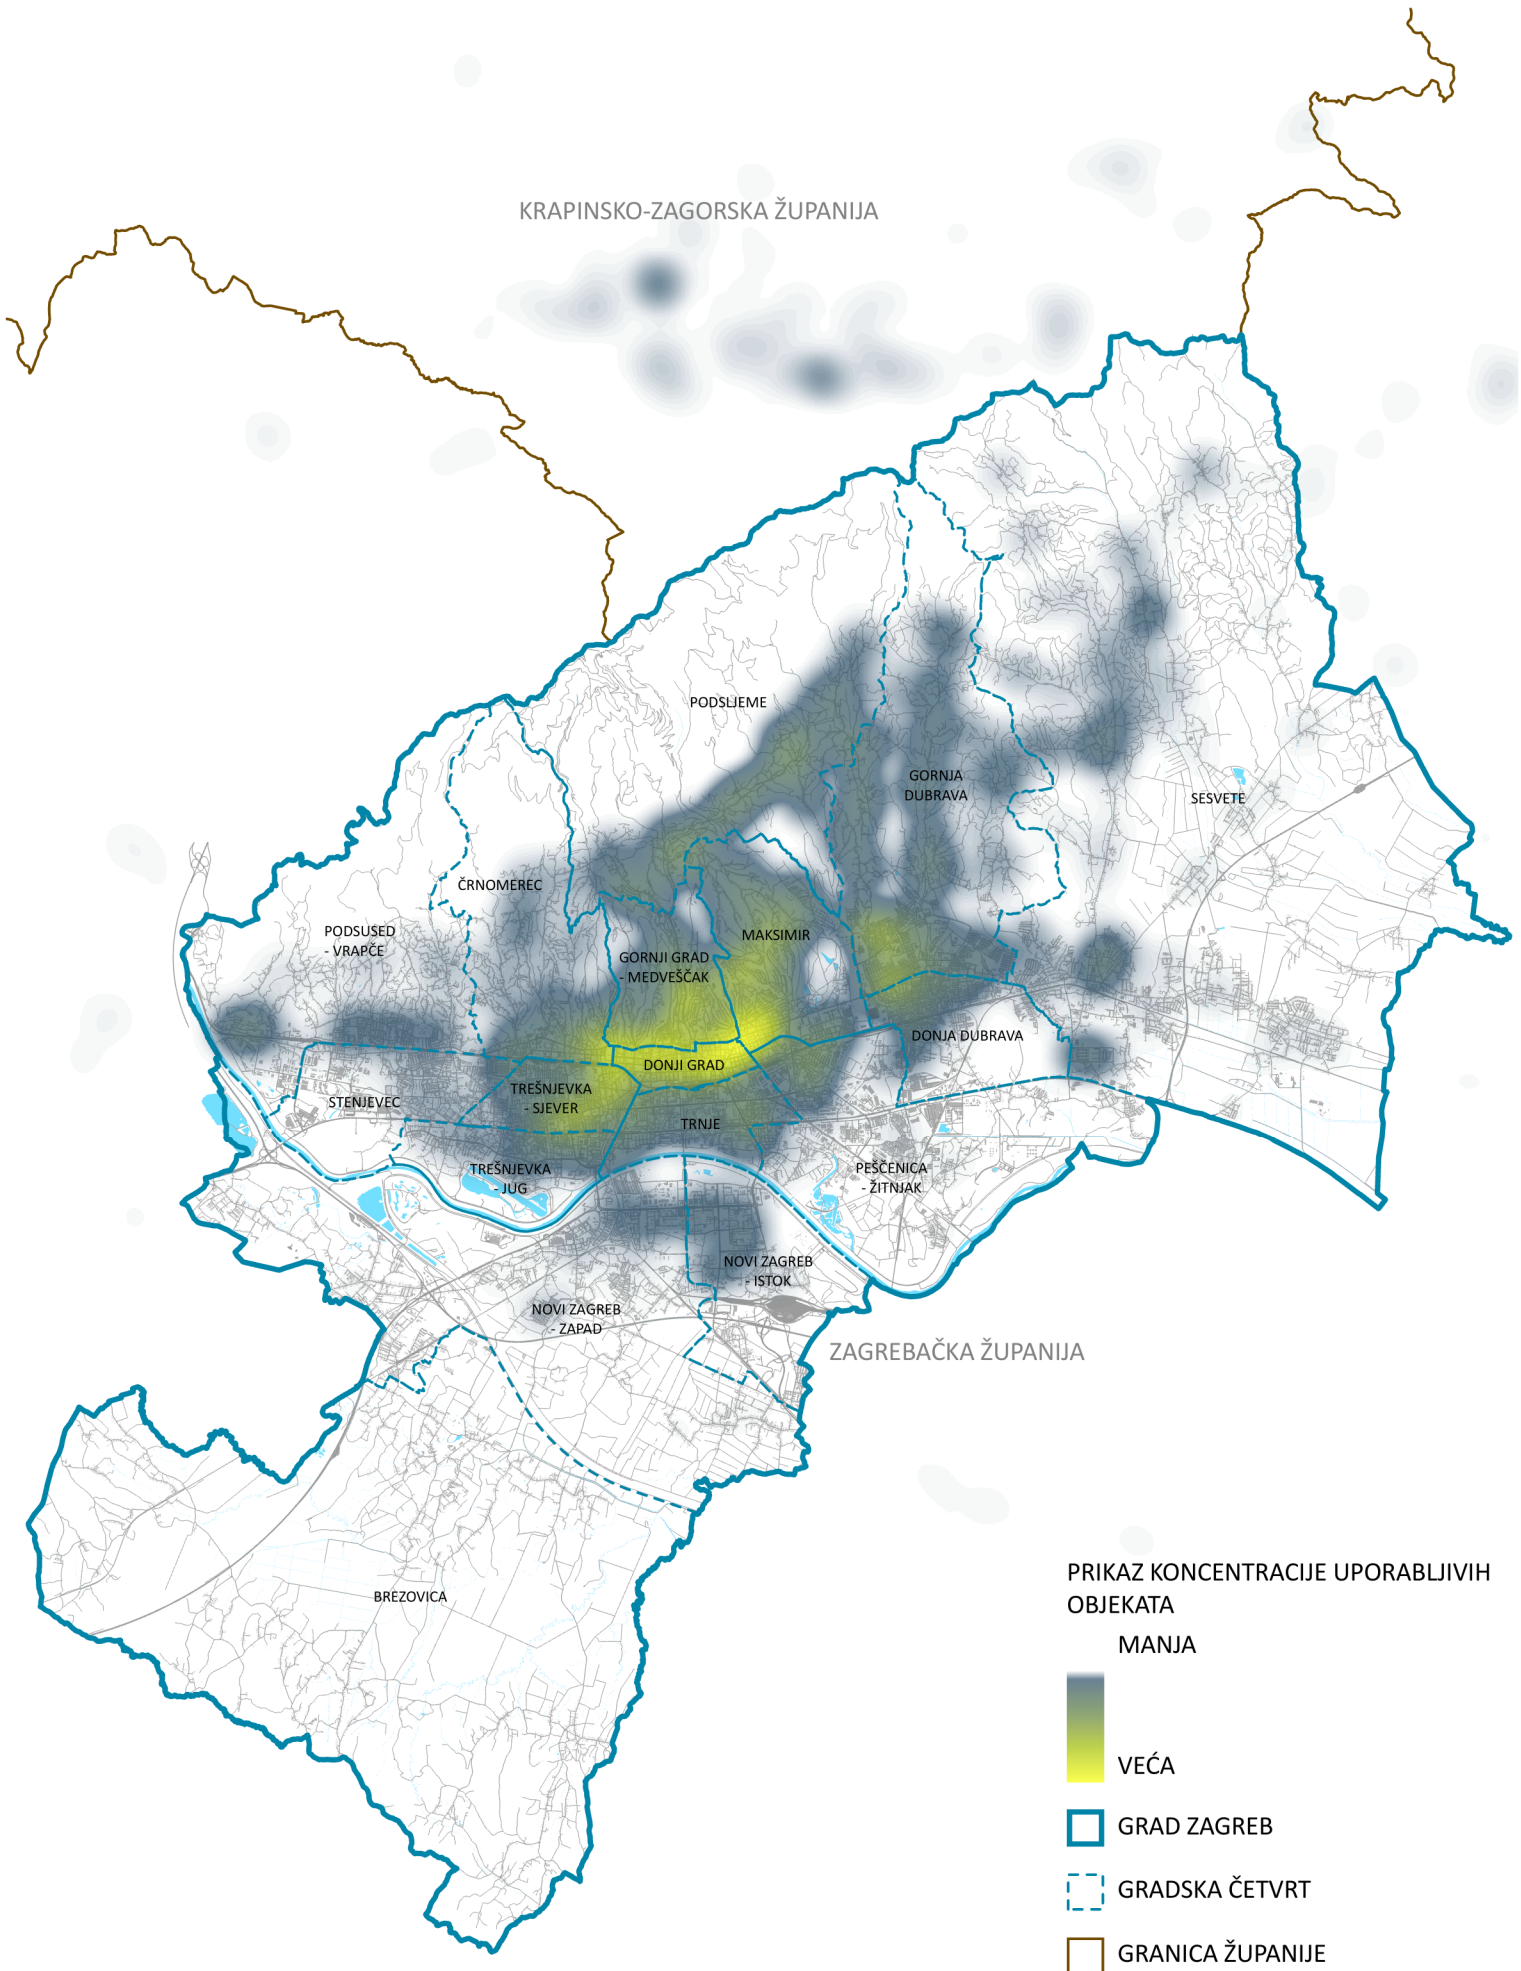 KRAPINSKO-ZAGORSKA ŽUPANIJA
PODSLJEME
GORNJA
DUBRAVA
SESVETE
ČRNOMEREC
PODSUSED
- VRAPČE
MAKSIMIR
GORNJI GRAD
- MEDVEŠČAK
DONJA DUBRAVA
DONJI GRAD
TREŠNJEVKA
- SJEVER
STENJEVEC
TRNJE
TREŠNJEVKA
- JUG
PEŠČENICA
- ŽITNJAK
NOVI ZAGREB
- ISTOK
NOVI ZAGREB
- ZAPAD
ZAGREBAČKA ŽUPANIJA
BREZOVICA
PRIKAZ KONCENTRACIJE UPORABLJIVIH
OBJEKATA
MANJA
VEĆA
GRAD ZAGREB
GRADSKA ČETVRT
GRANICA ŽUPANIJE